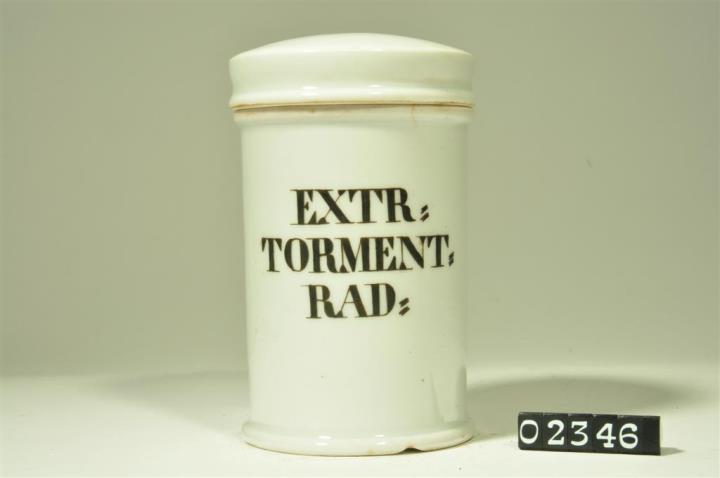 EXTR:
TORMENT:
RAD:
02346